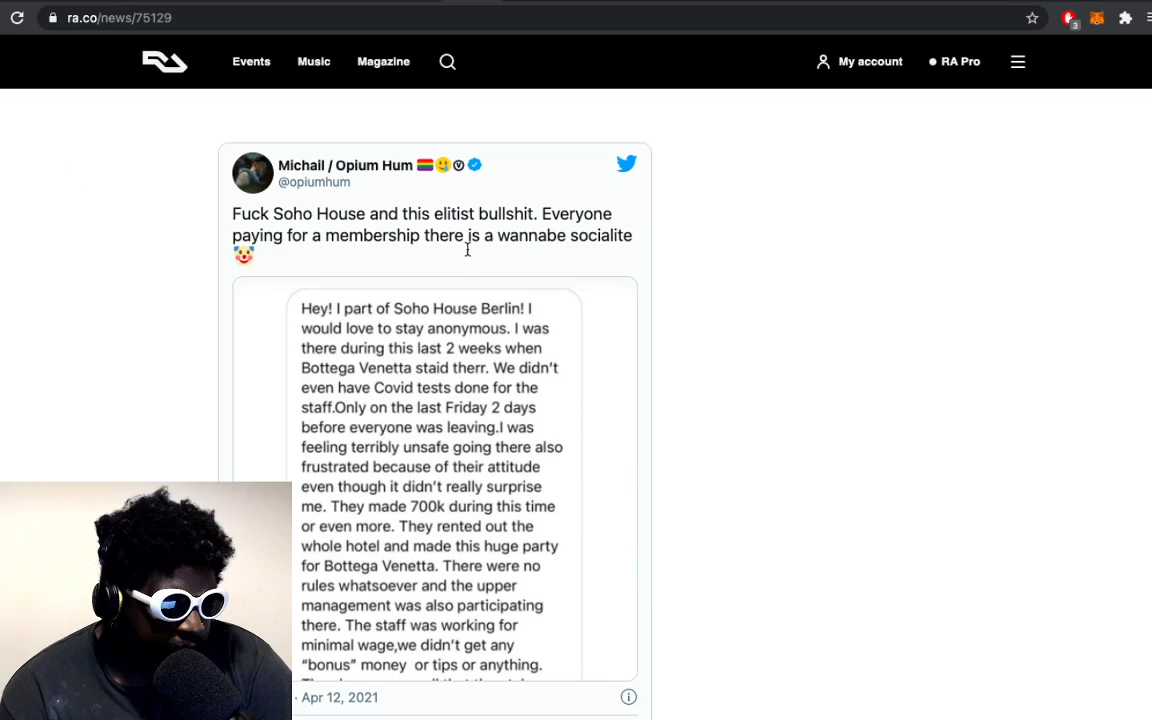 ra.co/news/75129
3
Events Music Magazine My account RA Pro
Michail / Opium Hum 🏳️‍🌈🥲Ⓥ
@opiumhum
Fuck Soho House and this elitist bullshit. Everyone
paying for a membership there is a wannabe socialite
🤡
Hey! I part of Soho House Berlin! I
would love to stay anonymous. I was
there during this last 2 weeks when
Bottega Venetta staid therr. We didn't
even have Covid tests done for the
staff.Only on the last Friday 2 days
before everyone was leaving.I was
feeling terribly unsafe going there also
frustrated because of their attitude
even though it didn't really surprise
me. They made 700k during this time
or even more. They rented out the
whole hotel and made this huge party
for Bottega Venetta. There were no
rules whatsoever and the upper
management was also participating
there. The staff was working for
minimal wage,we didn't get any
“bonus” money or tips or anything.
· Apr 12, 2021